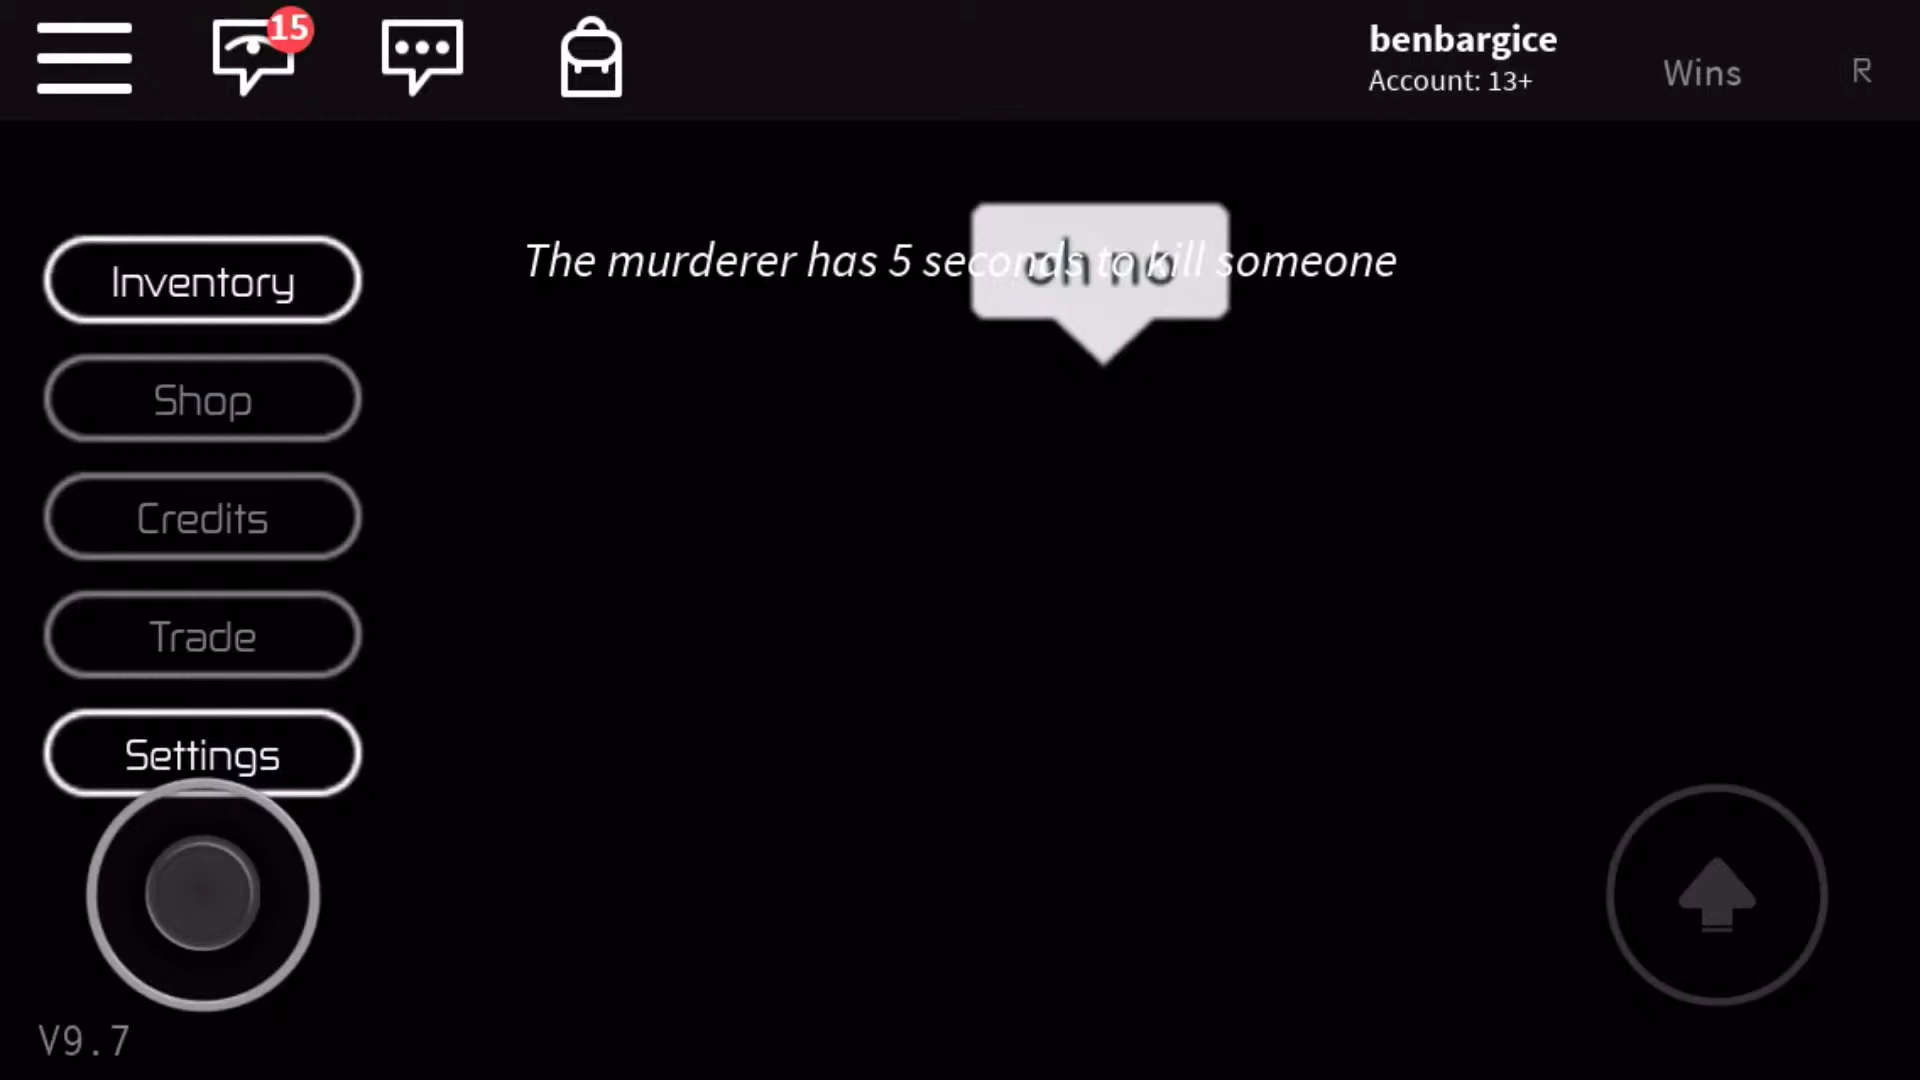 15
benbargice
Account: 13+
Wins
R
The murderer has 5 seconds to kill someone
oh no
Inventory
Shop
Credits
Trade
Settings
V9.7